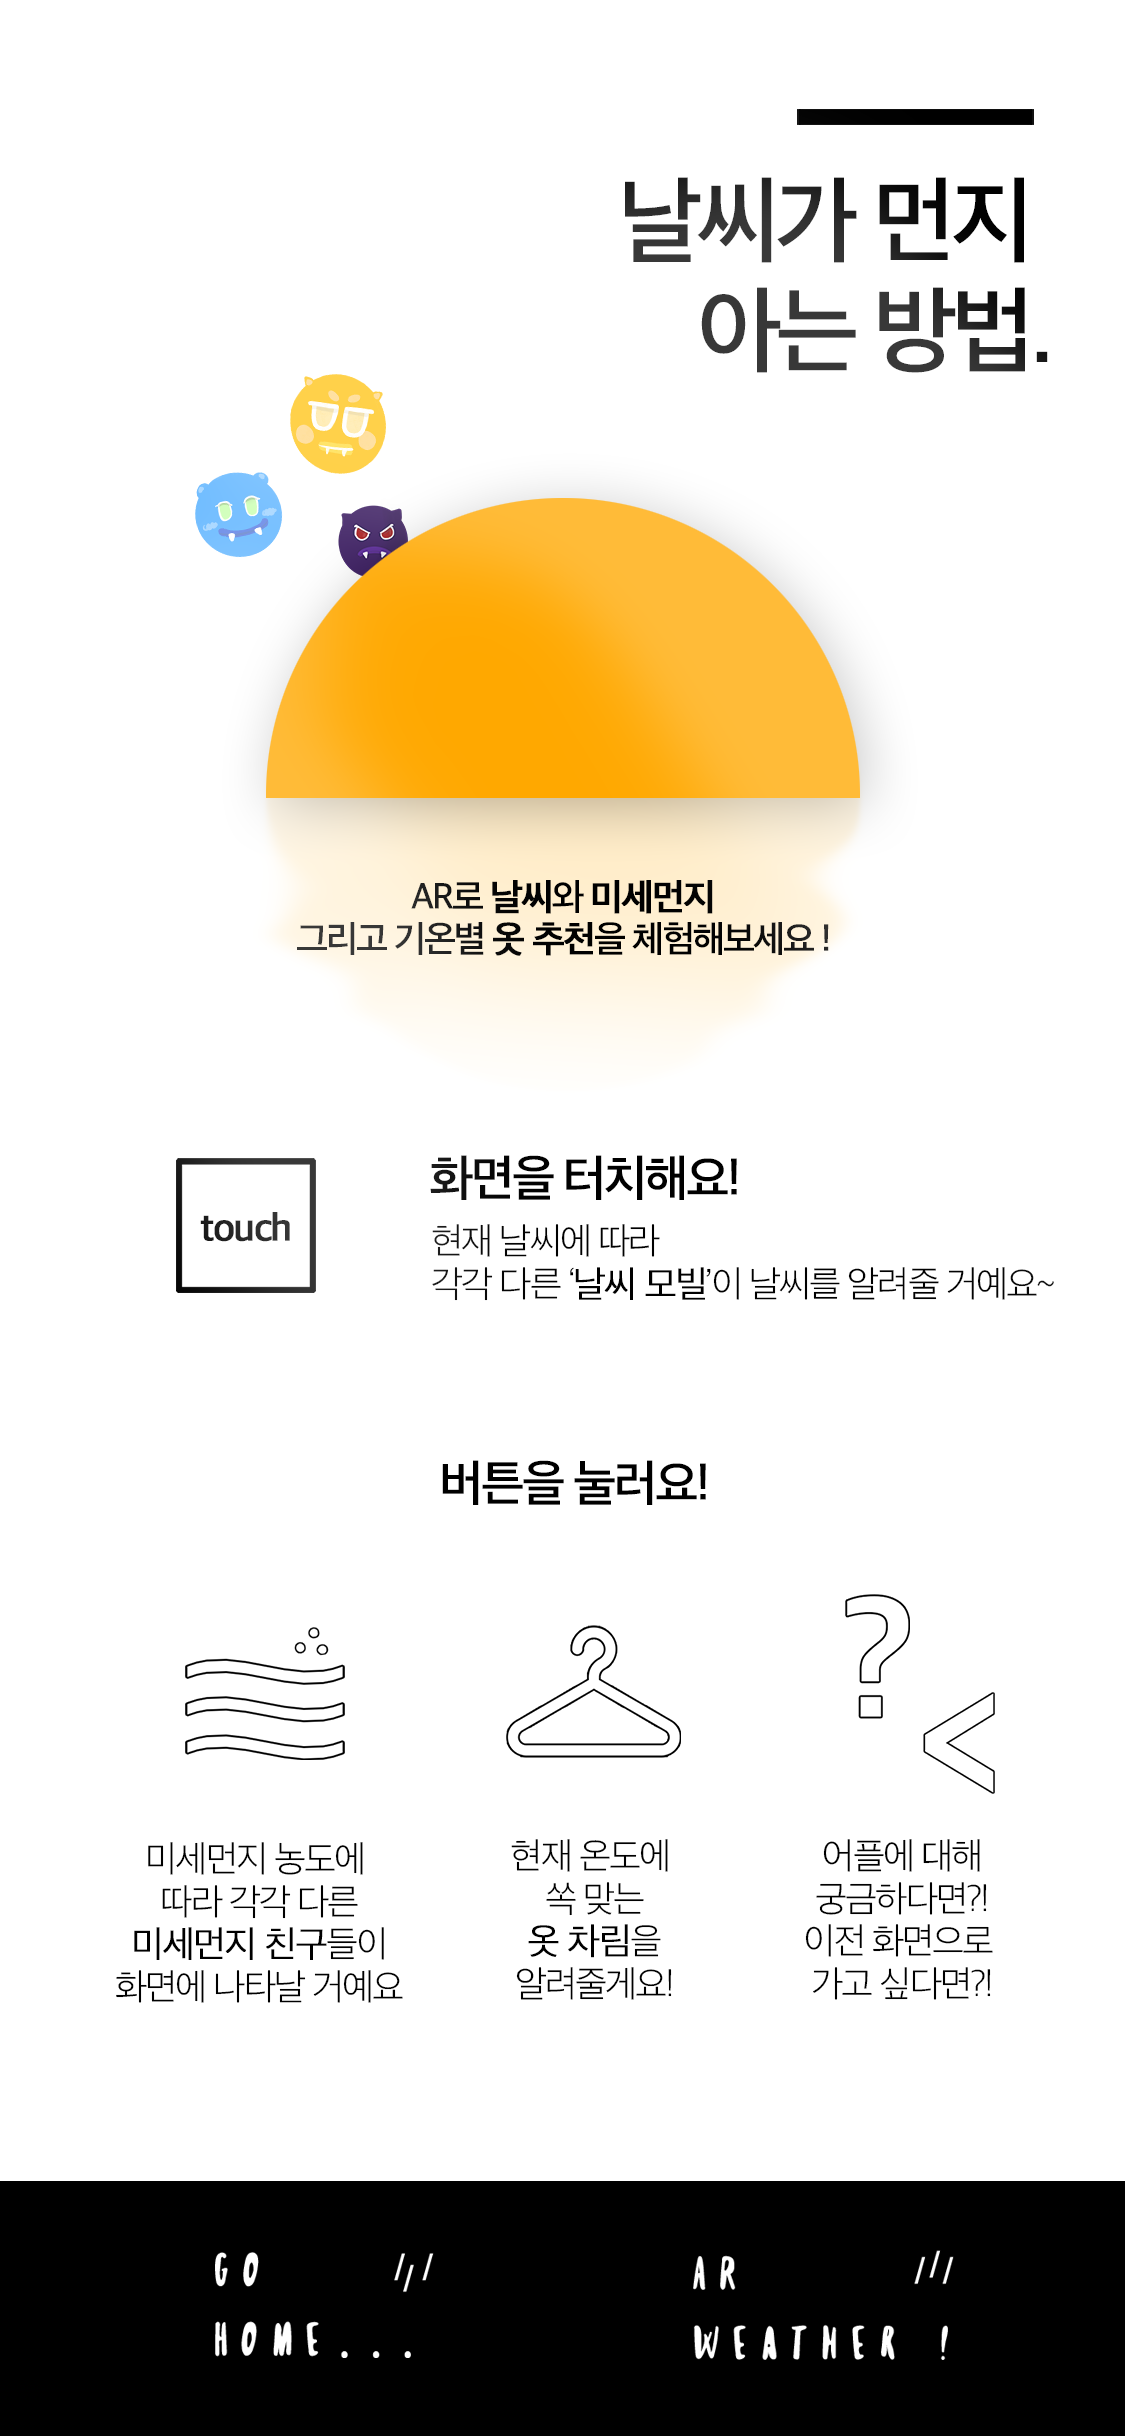 날씨가 먼지
아는 방법.
AR로 날씨와 미세먼지
그리고 기온별 옷 추천을 체험해보세요 !
touch
화면을 터치해요!
현재 날씨에 따라
각각 다른 ‘날씨 모빌’이 날씨를 알려줄 거예요~
버튼을 눌러요!
?
<
미세먼지 농도에
따라 각각 다른
미세먼지 친구들이
화면에 나타날 거예요
현재 온도에
쏙 맞는
옷 차림을
알려줄게요!
어플에 대해
궁금하다면?!
이전 화면으로
가고 싶다면?!
GO
HOME...
AR
WEATHER !